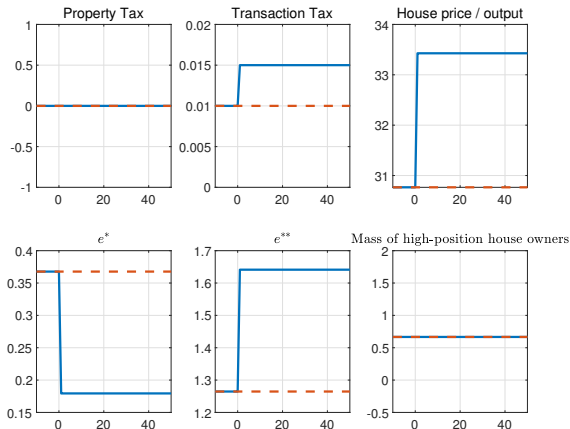 Property Tax
Transaction Tax
House price / output
1
0.5
0
-0.5
-1
0 20 40
0.02
0.015
0.01
0.005
0
0 20 40
34
33
32
31
0 20 40
e*
e**
Mass of high-position house owners
0.4
0.35
0.3
0.25
0.2
0.15
0 20 40
1.7
1.6
1.5
1.4
1.3
1.2
0 20 40
2
1.5
1
0.5
0
-0.5
0 20 40